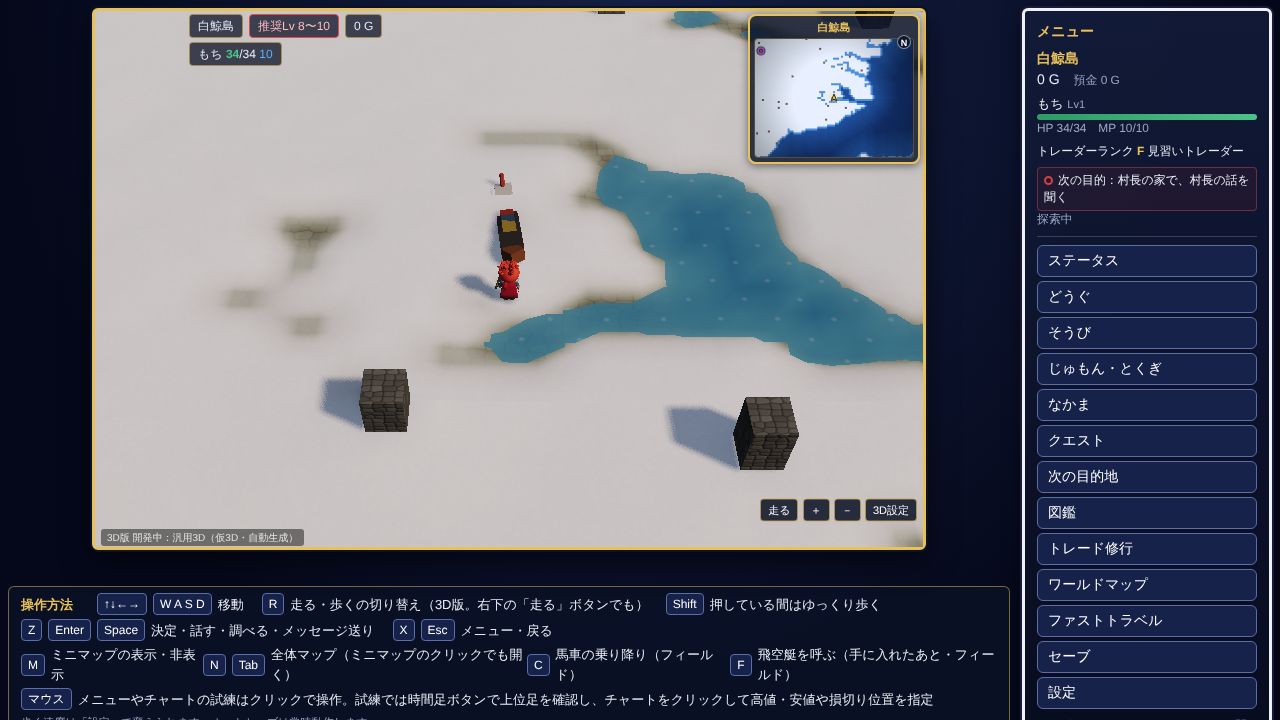 白鯨島
推奨Lv 8〜10
0 G
もち 34/34 10
白鯨島
N
走る
＋
－
3D設定
3D版 開発中：汎用3D（仮3D・自動生成）
メニュー
白鯨島
0 G 預金 0 G
もち Lv1
HP 34/34 MP 10/10
トレーダーランク F 見習いトレーダー
次の目的：村長の家で、村長の話を
聞く
探索中
ステータス
どうぐ
そうび
じゅもん・とくぎ
なかま
クエスト
次の目的地
図鑑
トレード修行
ワールドマップ
ファストトラベル
セーブ
設定
操作方法 ↑↓←→ W A S D 移動 R 走る・歩くの切り替え（3D版。右下の「走る」ボタンでも） Shift 押している間はゆっくり歩く
Z Enter Space 決定・話す・調べる・メッセージ送り X Esc メニュー・戻る
M ミニマップの表示・非表示 N Tab 全体マップ（ミニマップのクリックでも開く） C 馬車の乗り降り（フィールド） F 飛空艇を呼ぶ（手に入れたあと・フィールド）
マウス メニューやチャートの試練はクリックで操作。試練では時間足ボタンで上位足を確認し、チャートをクリックして高値・安値や損切り位置を指定